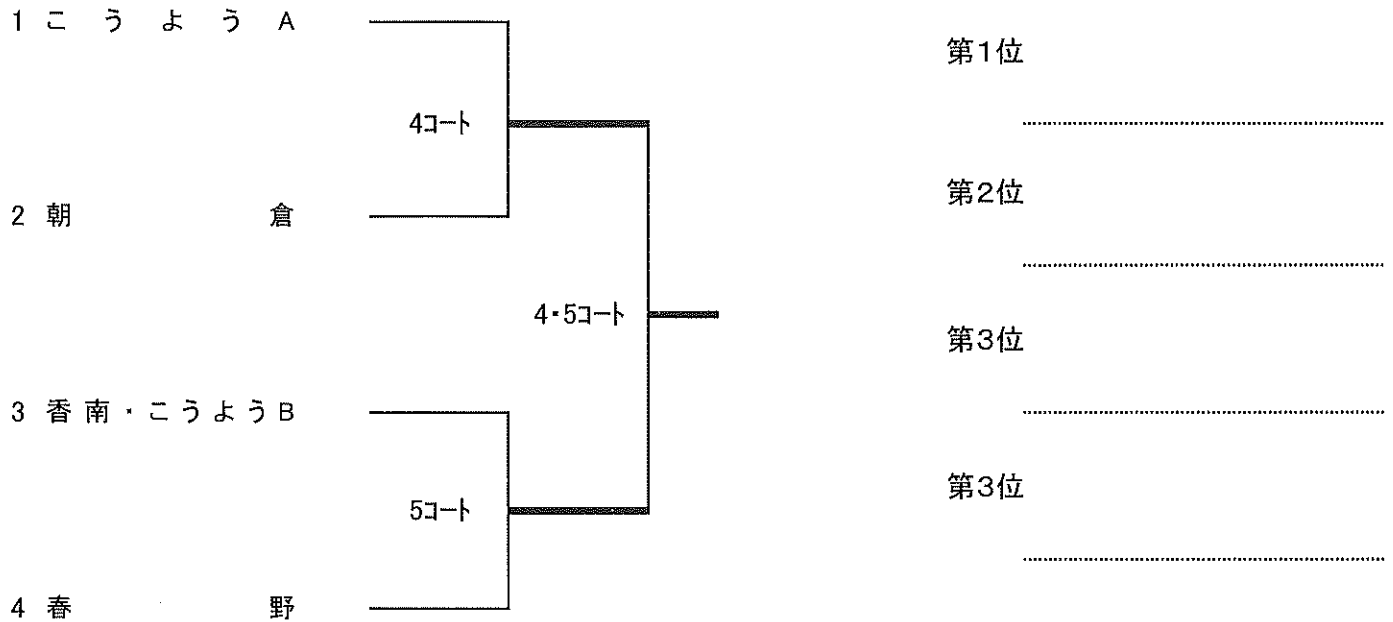 1 こうようA
4コート
2 朝倉
4・5コート
3 香南・こうようB
5コート
4 春野
第1位
第2位
第3位
第3位